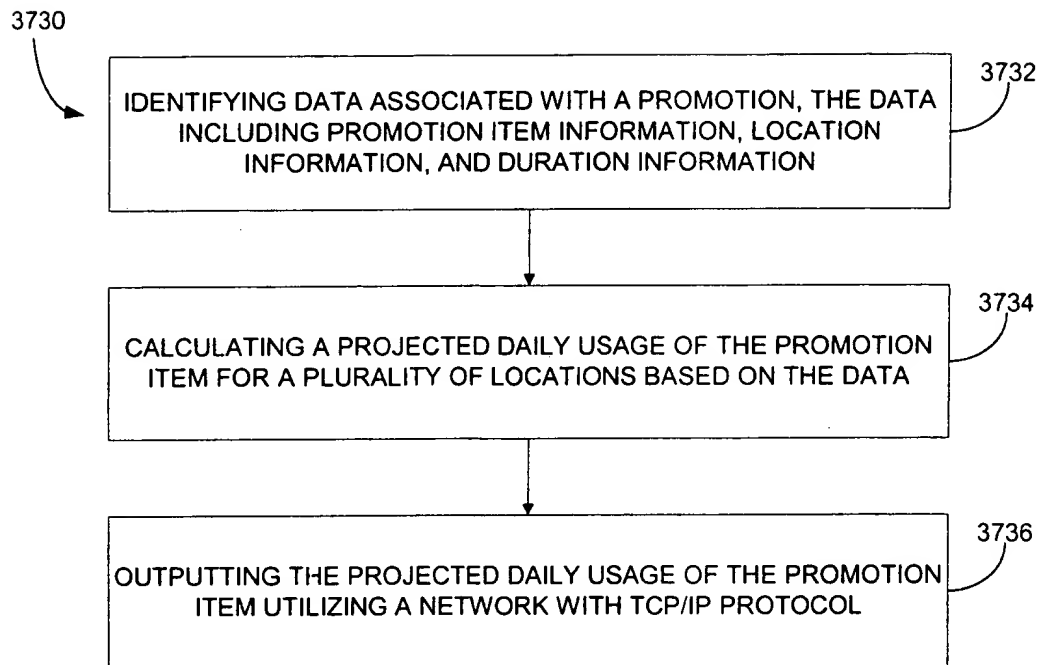 3730
3732
IDENTIFYING DATA ASSOCIATED WITH A PROMOTION, THE DATA
INCLUDING PROMOTION ITEM INFORMATION, LOCATION
INFORMATION, AND DURATION INFORMATION
3734
CALCULATING A PROJECTED DAILY USAGE OF THE PROMOTION
ITEM FOR A PLURALITY OF LOCATIONS BASED ON THE DATA
3736
OUTPUTTING THE PROJECTED DAILY USAGE OF THE PROMOTION
ITEM UTILIZING A NETWORK WITH TCP/IP PROTOCOL